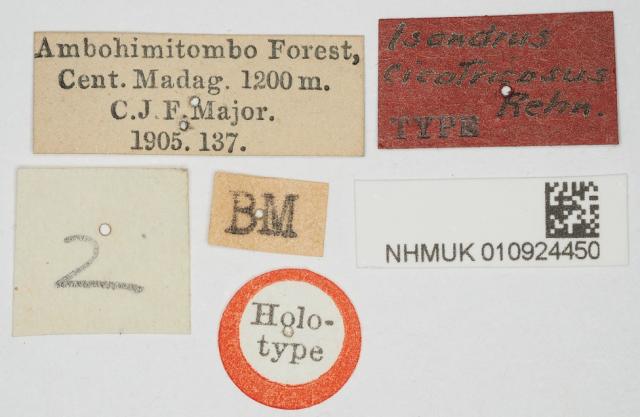 Ambohimitombo Forest,
Cent. Madag. 1200 m.
C.J.F. Major.
1905. 137.
Isandrus
cicatricosus
Rehn.
TYPE
2
BM
NHMUK 010924450
Holo-
type